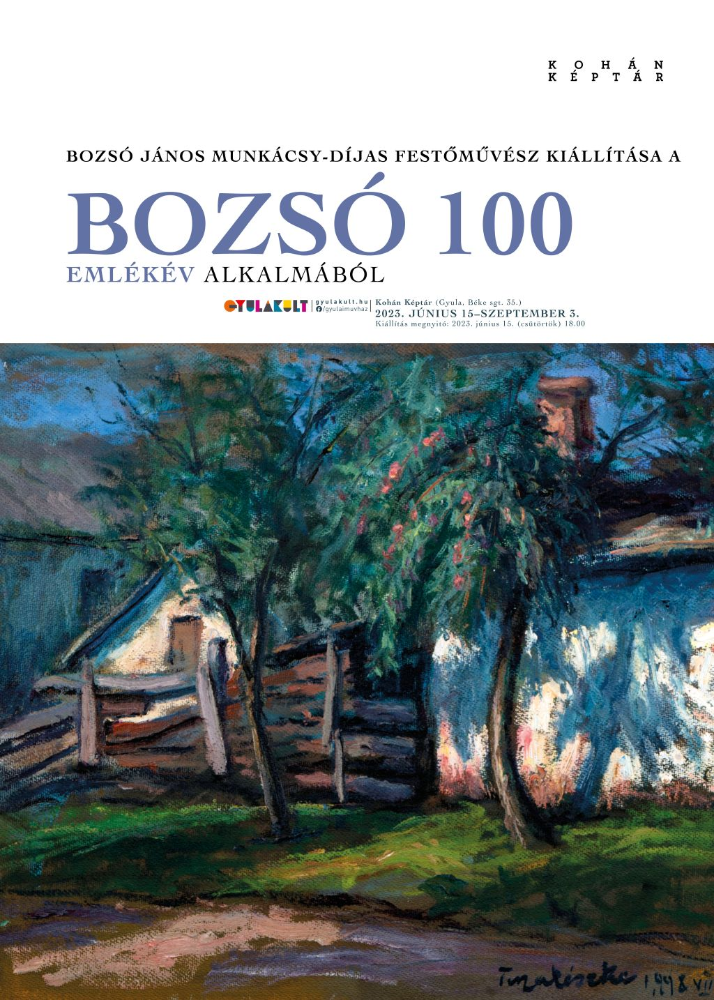 KOHÁN
KÉPTÁR
BOZSÓ JÁNOS MUNKÁCSY-DÍJAS FESTŐMŰVÉSZ KIÁLLÍTÁSA A
BOZSÓ 100
EMLÉKÉV ALKALMÁBÓL
GYULAKULT
gyulakult.hu
/gyulaimuvhaz
Kohán Képtár (Gyula, Béke sgt. 35.)
2023. JÚNIUS 15–SZEPTEMBER 3.
Kiállítás megnyitó: 2023. június 15. (csütörtök) 18.00
1998 VII